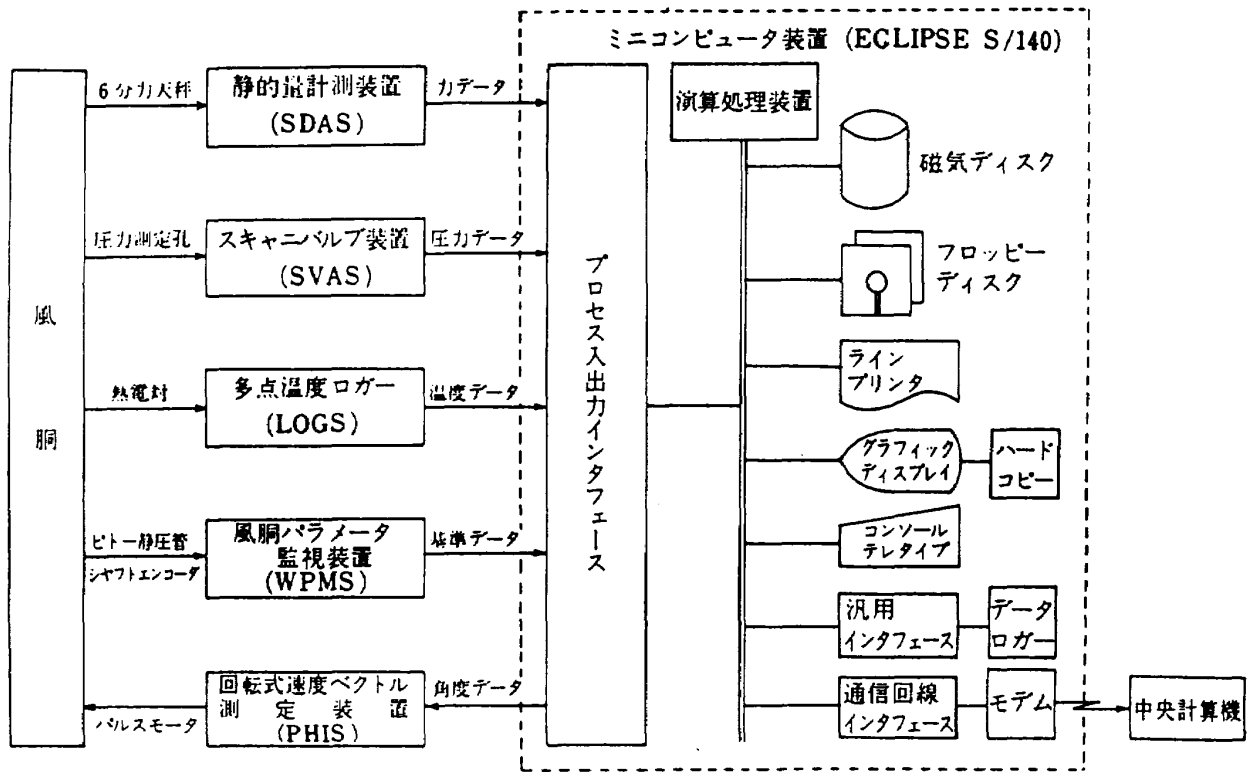 ミニコンピュータ装置 (ECLIPSE S/140)
風
胴
6分力天秤
静的量計測装置
(SDAS)
力データ
圧力測定孔
スキャニバルブ装置
(SVAS)
圧力データ
熱電対
多点温度ロガー
(LOGS)
温度データ
ピトー静圧管
シャフトエンコーダ
風胴パラメータ
監視装置
(WPMS)
基準データ
パルスモータ
回転式速度ベクトル
測定装置
(PHIS)
角度データ
プロセス入出力インタフェース
演算処理装置
磁気ディスク
フロッピー
ディスク
ライン
プリンタ
グラフィック
ディスプレイ
ハード
コピー
コンソール
テレタイプ
汎用
インタフェース
データ
ロガー
通信回線
インタフェース
モデム
中央計算機